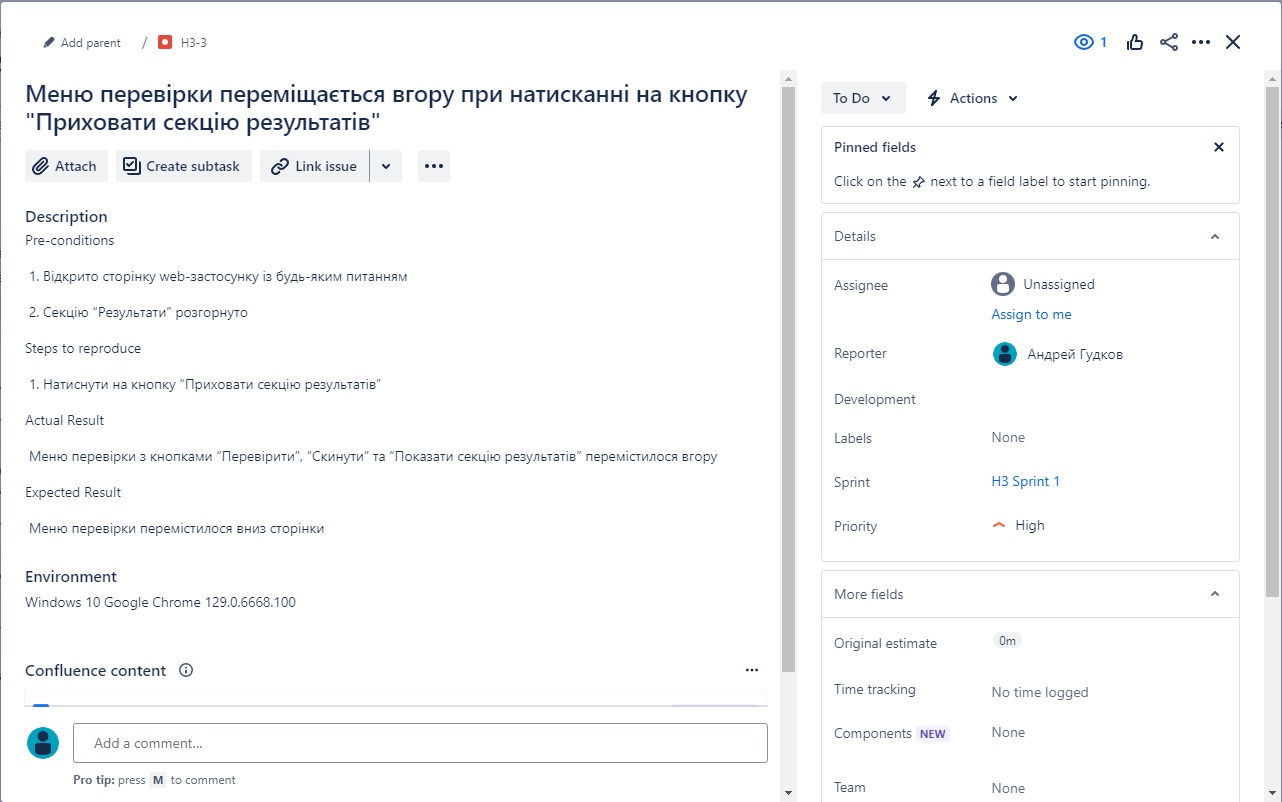 Add parent / НЗ-3
1
Меню перевірки переміщається вгору при натисканні на кнопку
"Приховати секцію результатів"
Attach
Create subtask
Link issue
Description
Pre-conditions
1. Відкрито сторінку web-застосунку із будь-яким питанням
2. Секцію “Результати” розгорнуто
Steps to reproduce
1. Натиснути на кнопку “Приховати секцію результатів”
Actual Result
Меню перевірки з кнопками “Перевірити”, “Скинути” та “Показати секцію результатів” перемістилося вгору
Expected Result
Меню перевірки перемістилося вниз сторінки
Environment
Windows 10 Google Chrome 129.0.6668.100
Confluence content
Add a comment...
Pro tip: press M to comment
To Do
Actions
Pinned fields
Click on the next to a field label to start pinning.
Details
Assignee
Unassigned
Assign to me
Reporter
Андрей Гудков
Development
Labels
None
Sprint
НЗ Sprint 1
Priority
High
More fields
Original estimate
0m
Time tracking
No time logged
Components NEW
None
Team
None